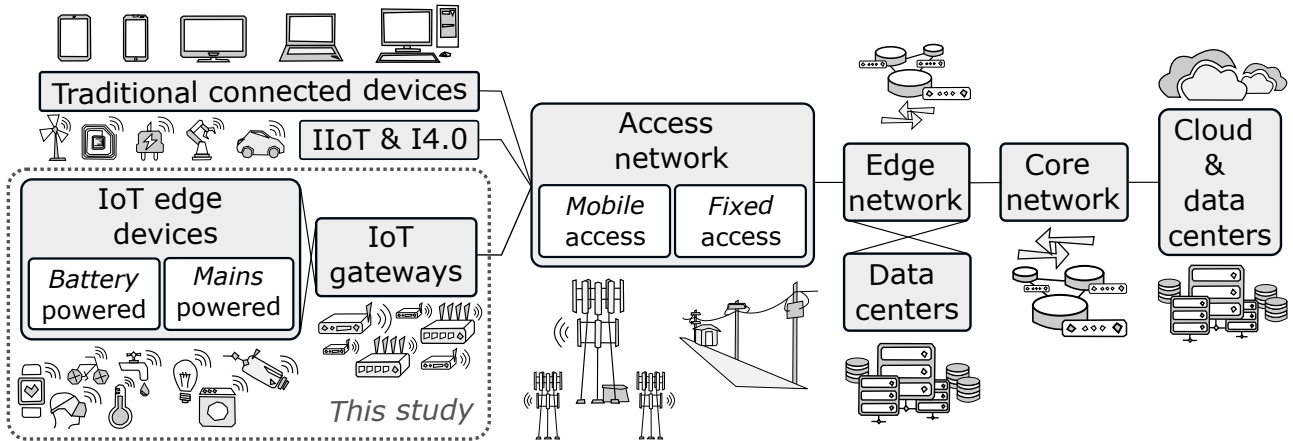 Traditional connected devices
IIoT & I4.0
IoT edge
devices
Battery
powered
Mains
powered
IoT
gateways
This study
Access
network
Mobile
access
Fixed
access
Edge
network
Data
centers
Core
network
Cloud
&
data
centers